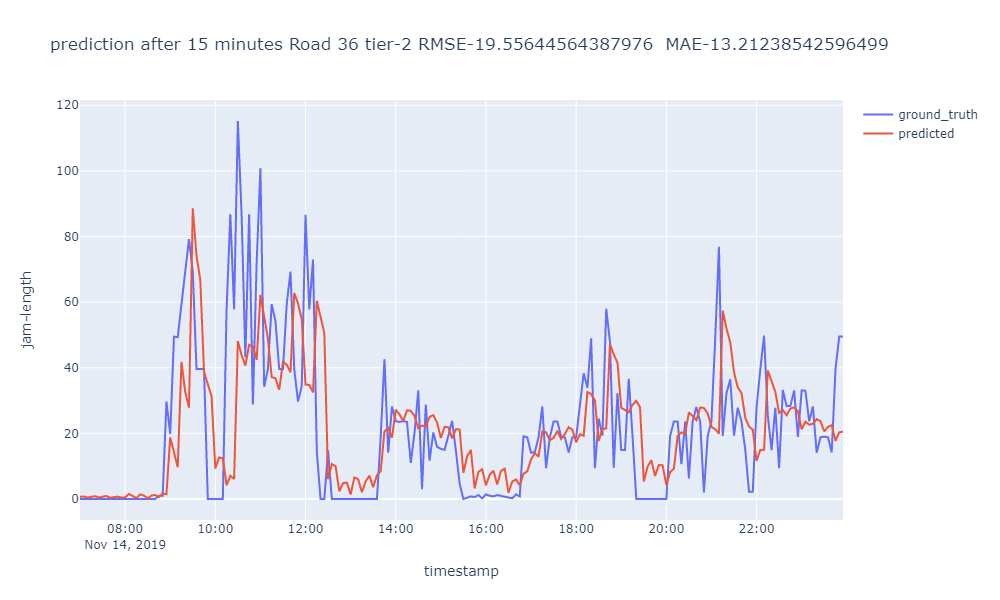 prediction after 15 minutes Road 36 tier-2 RMSE-19.55644564387976  MAE-13.21238542596499
ground_truth
predicted
120
100
80
60
40
20
0
jam-length
08:00 10:00 12:00 14:00 16:00 18:00 20:00 22:00
Nov 14, 2019
timestamp